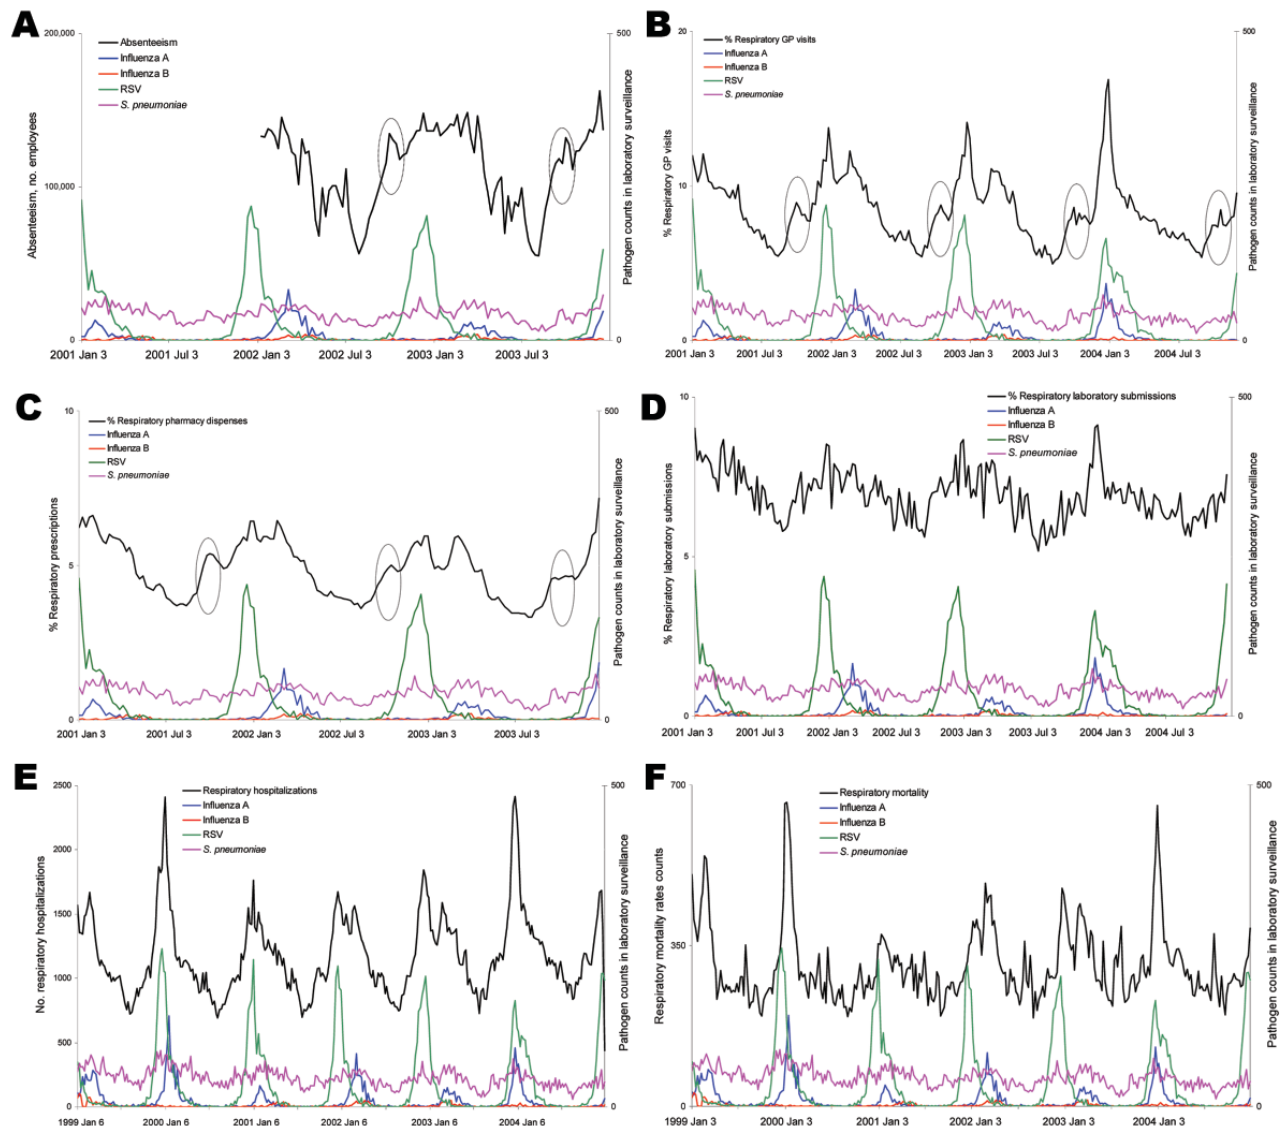 A
200,000
500
Absenteeism
Influenza A
Influenza B
RSV
S. pneumoniae
Absenteeism, no. employees
Pathogen counts in laboratory surveillance
100,000
0
0
2001 Jan 3 2001 Jul 3 2002 Jan 3 2002 Jul 3 2003 Jan 3 2003 Jul 3
B
20
500
% Respiratory GP visits
Influenza A
Influenza B
RSV
S. pneumoniae
% Respiratory GP visits
Pathogen counts in laboratory surveillance
10
0
0
2001 Jan 3 2001 Jul 3 2002 Jan 3 2002 Jul 3 2003 Jan 3 2003 Jul 3 2004 Jan 3 2004 Jul 3
C
10
500
% Respiratory pharmacy dispenses
Influenza A
Influenza B
RSV
S. pneumoniae
% Respiratory prescriptions
Pathogen counts in laboratory surveillance
5
0
0
2001 Jan 3 2001 Jul 3 2002 Jan 3 2002 Jul 3 2003 Jan 3 2003 Jul 3
D
10
500
% Respiratory laboratory submissions
Influenza A
Influenza B
RSV
S. pneumoniae
% Respiratory laboratory submissions
Pathogen counts in laboratory surveillance
5
0
0
2001 Jan 3 2001 Jul 3 2002 Jan 3 2002 Jul 3 2003 Jan 3 2003 Jul 3 2004 Jan 3 2004 Jul 3
E
2500
500
Respiratory hospitalizations
Influenza A
Influenza B
RSV
S. pneumoniae
No. respiratory hospitalizations
Pathogen counts in laboratory surveillance
2000
1500
1000
500
0
0
1999 Jan 6 2000 Jan 6 2001 Jan 6 2002 Jan 6 2003 Jan 6 2004 Jan 6
F
700
500
Respiratory mortality
Influenza A
Influenza B
RSV
S. pneumoniae
Respiratory mortality rates counts
Pathogen counts in laboratory surveillance
350
0
0
1999 Jan 3 2000 Jan 3 2001 Jan 3 2002 Jan 3 2003 Jan 3 2004 Jan 3